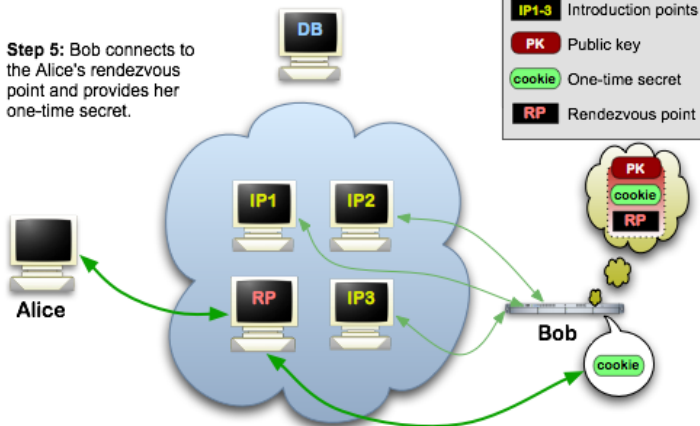 DB
Step 5: Bob connects to
the Alice's rendezvous
point and provides her
one-time secret.
IP1-3 Introduction points
PK Public key
cookie One-time secret
RP Rendezvous point
PK
cookie
RP
IP1 IP2
RP IP3
Alice
Bob
cookie